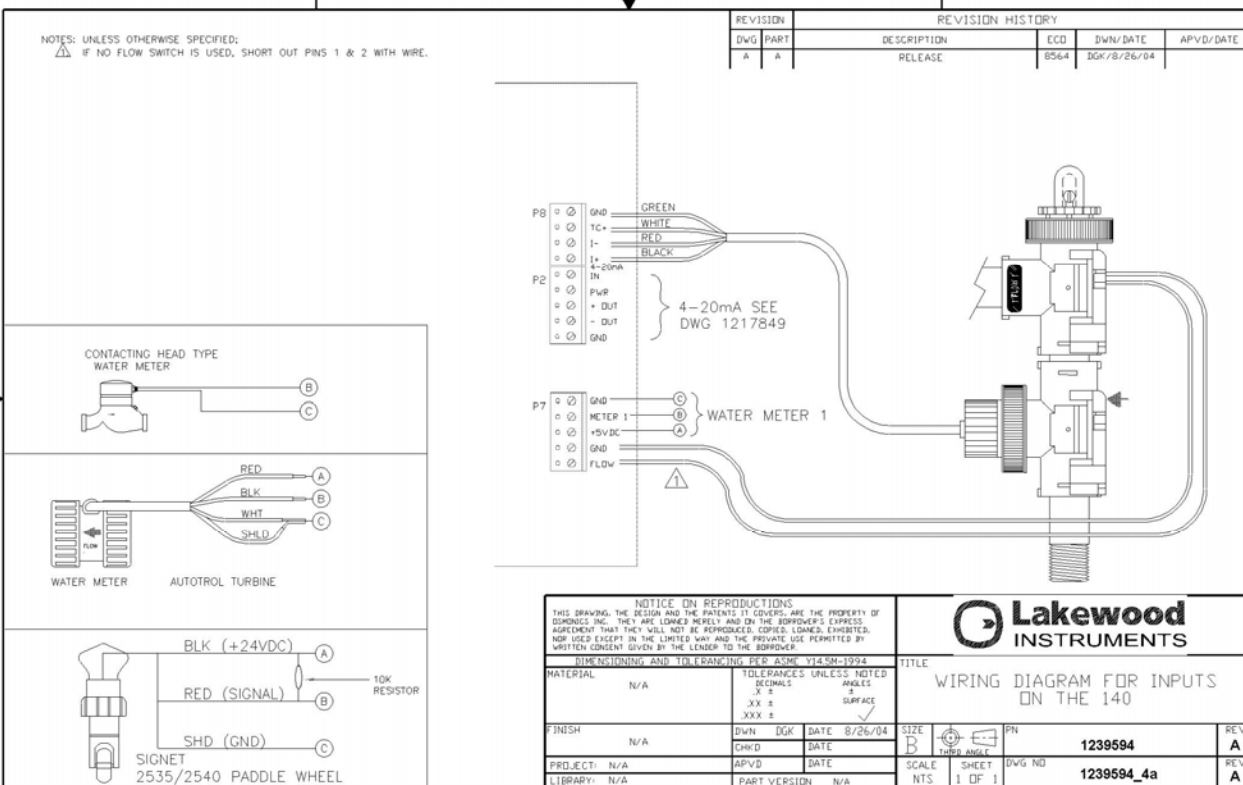 NOTES: UNLESS OTHERWISE SPECIFIED;
1 IF NO FLOW SWITCH IS USED, SHORT OUT PINS 1 & 2 WITH WIRE.
REVISION REVISION HISTORY
DWG PART DESCRIPTION ECO DWN/DATE APVD/DATE
A A RELEASE 8564 DGK/8/26/04
P8
GND GREEN
TC+ WHITE
I- RED
I+ BLACK
P2
4-20mA
IN
PWR
+ OUT
- OUT
GND
4-20mA SEE
DWG 1217849
P7
GND C
METER 1 B
+5VDC A
GND
FLOW
WATER METER 1
1
CONTACTING HEAD TYPE
WATER METER
B
C
RED A
BLK B
WHT C
SHLD
FLOW
WATER METER AUTOTROL TURBINE
BLK (+24VDC) A
10K
RESISTOR
RED (SIGNAL) B
SHD (GND) C
SIGNET
2535/2540 PADDLE WHEEL
NOTICE ON REPRODUCTIONS
THIS DRAWING, THE DESIGN AND THE PATENTS IT COVERS, ARE THE PROPERTY OF
OSMONICS INC. THEY ARE LOANED MERELY AND ON THE BORROWER'S EXPRESS
AGREEMENT THAT THEY WILL NOT BE REPRODUCED, COPIED, LOANED, EXHIBITED,
NOR USED EXCEPT IN THE LIMITED WAY AND THE PRIVATE USE PERMITTED BY
WRITTEN CONSENT GIVEN BY THE LENDER TO THE BORROWER.
DIMENSIONING AND TOLERANCING PER ASME Y14.5M-1994
MATERIAL
N/A
TOLERANCES UNLESS NOTED
DECIMALS ANGLES
.X ± ±
.XX ± SURFACE
.XXX ±
FINISH
N/A
DWN DGK DATE 8/26/04
CHKD DATE
PROJECT: N/A APVD DATE
LIBRARY: N/A PART VERSION N/A
Lakewood
INSTRUMENTS
TITLE
WIRING DIAGRAM FOR INPUTS
ON THE 140
SIZE
B
THIRD ANGLE
PN
1239594
REV
A
SCALE
NTS
SHEET
1 OF 1
DWG NO
1239594_4a
REV
A